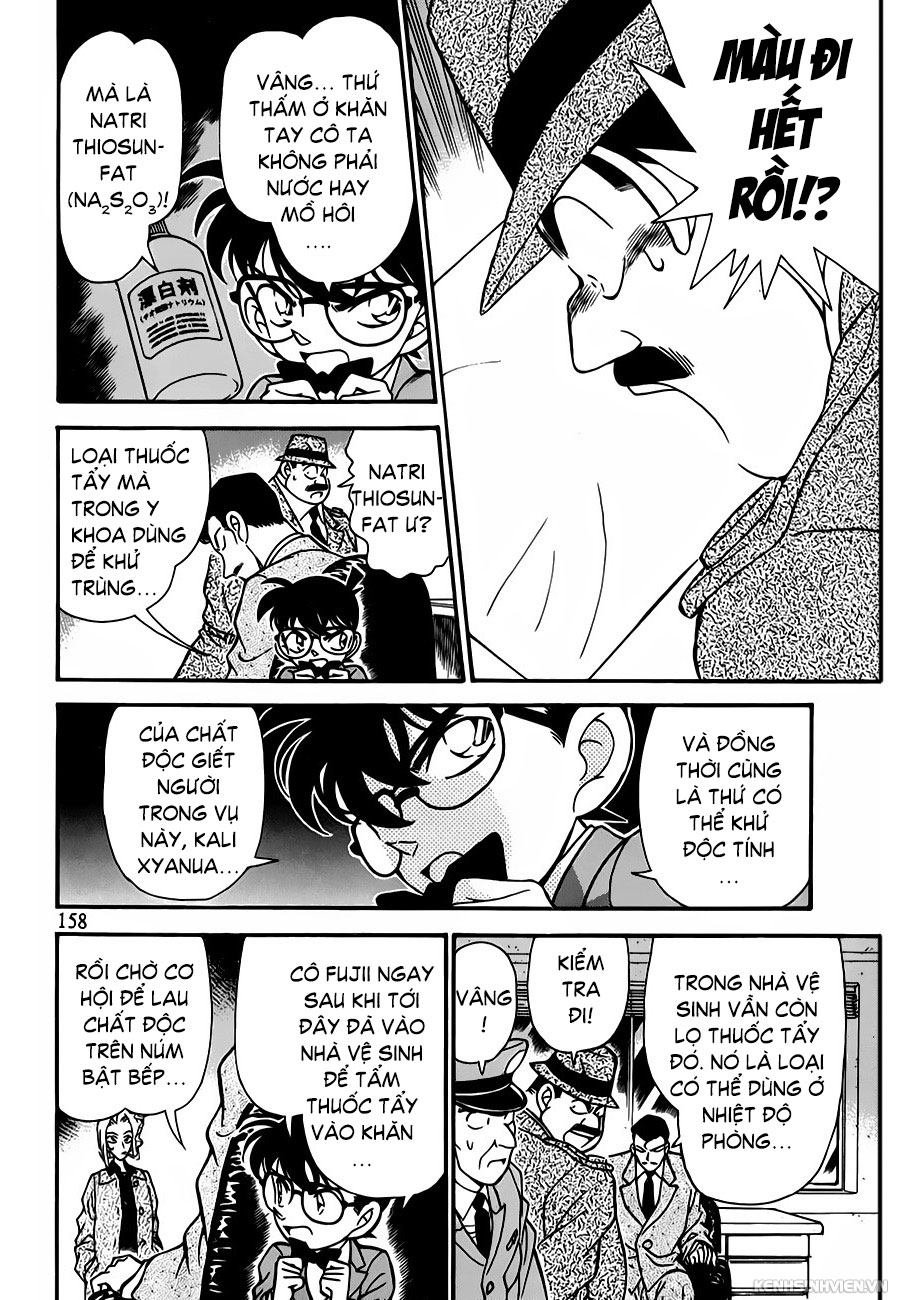 MÀU ĐI
HẾT
RỒI!?
VÂNG... THỨ
THẤM Ở KHĂN
TAY CÔ TA
KHÔNG PHẢI
NƯỚC HAY
MỒ HÔI
....
MÀ LÀ
NATRI
THIOSUN-
FAT
(NA2S2O3)!
漂白剤
NATRI
THIOSUN-
FAT Ư?
LOẠI THUỐC
TẨY MÀ
TRONG Y
KHOA DÙNG
ĐỂ KHỬ
TRÙNG...
VÀ ĐỒNG
THỜI CŨNG
LÀ THỨ CÓ
THỂ KHỬ
ĐỘC TÍNH
...
CỦA CHẤT
ĐỘC GIẾT
NGƯỜI
TRONG VỤ
NÀY, KALI
XYANUA...
158
TRONG NHÀ VỆ
SINH VẪN CÒN
LỌ THUỐC TẨY
ĐÓ. NÓ LÀ LOẠI
CÓ THỂ DÙNG Ở
NHIỆT ĐỘ
PHÒNG...
KIỂM
TRA
ĐI!
VÂNG
!
CÔ FUJII NGAY
SAU KHI TỚI
ĐÂY ĐÃ VÀO
NHÀ VỆ SINH
ĐỂ TẨM
THUỐC TẨY
VÀO KHĂN
RỒI CHỜ CƠ
HỘI ĐỂ LAU
CHẤT ĐỘC
TRÊN NÚM
BẬT BẾP...
KENHSINHVIEN.VN